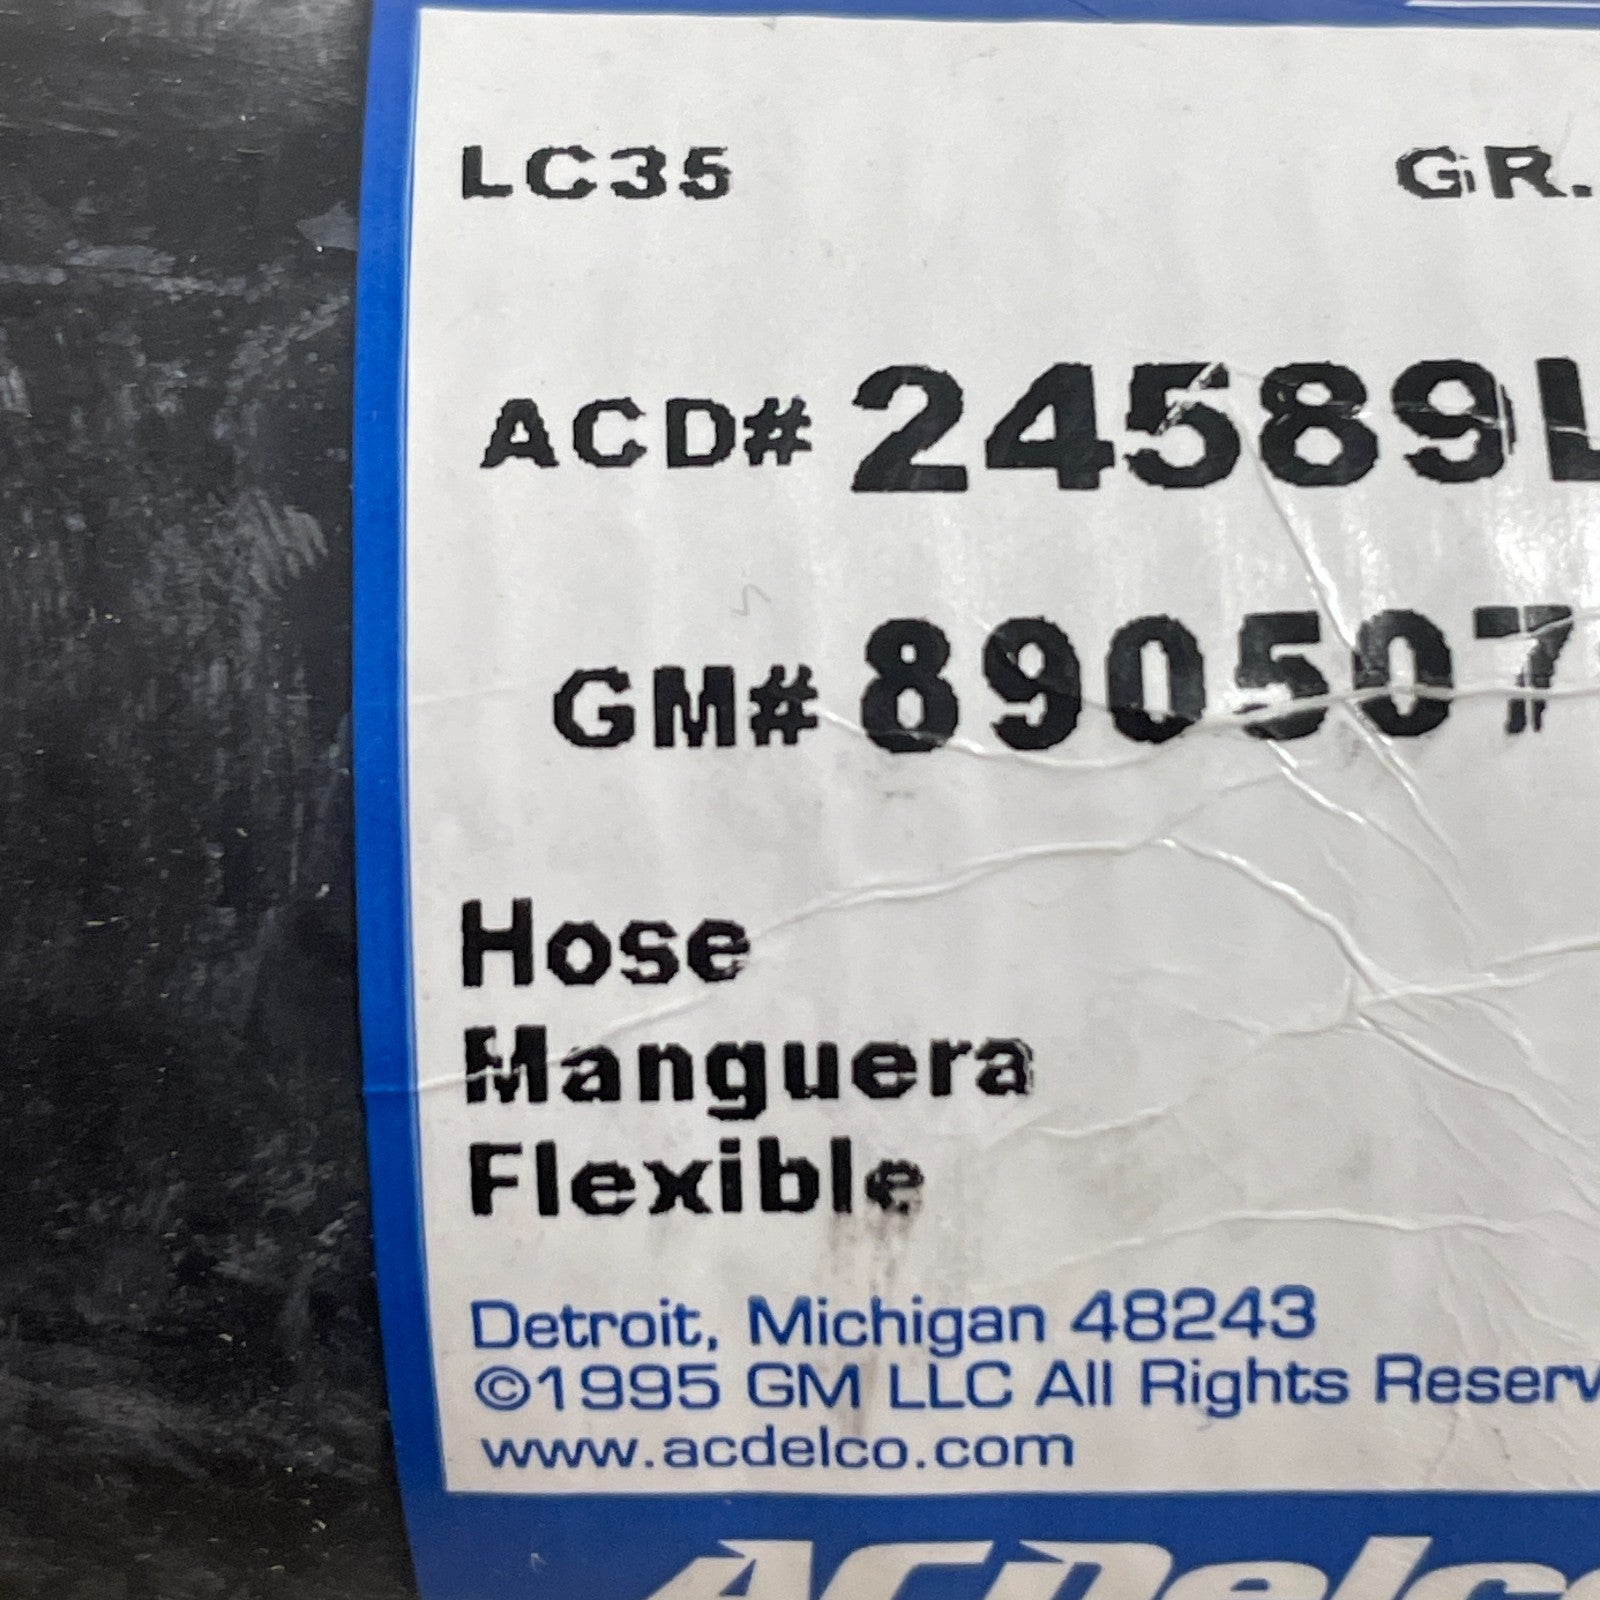 LC35 GR.
ACD# 24589L
GM# 890507
Hose
Manguera
Flexible
Detroit, Michigan 48243
©1995 GM LLC All Rights Reserv
www.acdelco.com
ACDelco